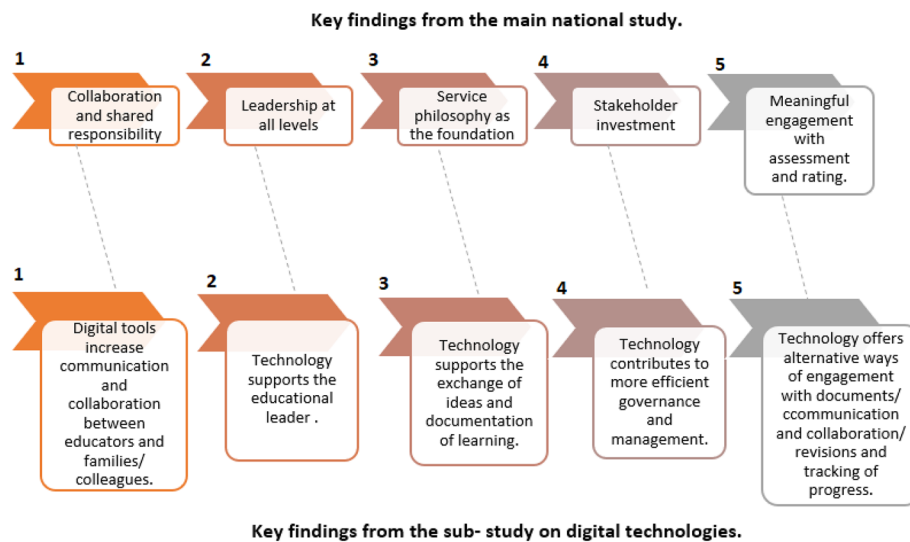 Key findings from the main national study.
1
Collaboration
and shared
responsibility
2
Leadership at
all levels
3
Service
philosophy as
the foundation
4
Stakeholder
investment
5
Meaningful
engagement
with
assessment
and rating.
1
Digital tools
increase
communication
and
collaboration
between
educators and
families/
colleagues.
2
Technology
supports the
educational
leader .
3
Technology
supports the
exchange of
ideas and
documentation
of learning.
4
Technology
contributes to
more efficient
governance
and
management.
5
Technology offers
alternative ways
of engagement
with documents/
ccommunication
and collaboration/
revisions and
tracking of
progress.
Key findings from the sub- study on digital technologies.